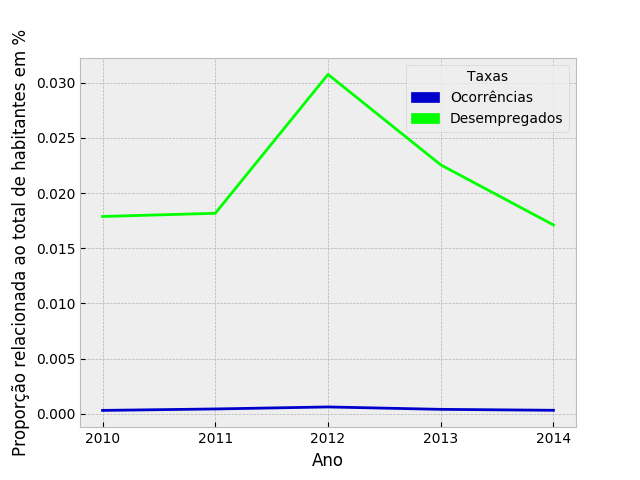 Proporção relacionada ao total de habitantes em %
0.030
0.025
0.020
0.015
0.010
0.005
0.000
Taxas
Ocorrências
Desempregados
2010 2011 2012 2013 2014
Ano